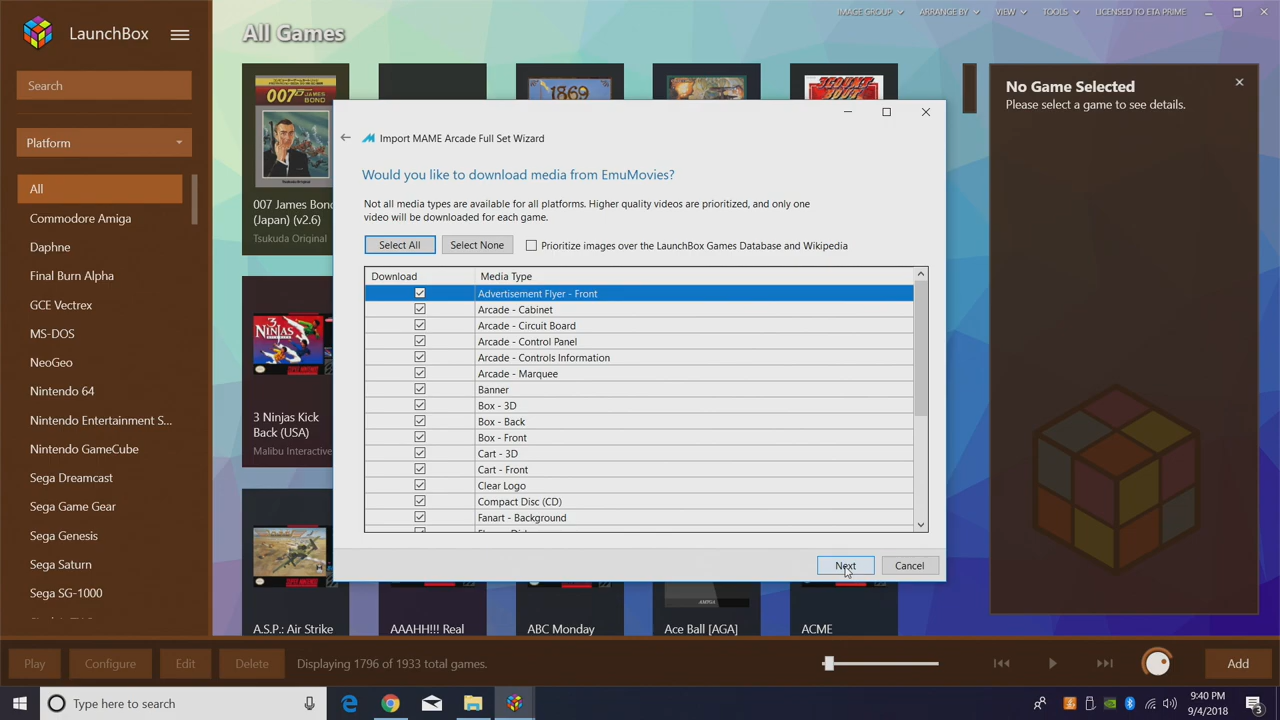 LaunchBox
IMAGE GROUP
ARRANGE BY
VIEW
TOOLS
LICENSED TO ETA PRIME
All Games
Search
Platform
All
Commodore Amiga
Daphne
Final Burn Alpha
GCE Vectrex
MS-DOS
NeoGeo
Nintendo 64
Nintendo Entertainment S...
Nintendo GameCube
Sega Dreamcast
Sega Game Gear
Sega Genesis
Sega Saturn
Sega SG-1000
007 JAMES
BOND
007 James Bond
(Japan) (v2.6)
Tsukuda Original
1869
3 Ninjas Kick
Back (USA)
Malibu Interactive
A.S.P.: Air Strike
AAAHH!!! Real
ABC Monday
Ace Ball [AGA]
ACME
Import MAME Arcade Full Set Wizard
Would you like to download media from EmuMovies?
Not all media types are available for all platforms. Higher quality videos are prioritized, and only one
video will be downloaded for each game.
Select All
Select None
Prioritize images over the LaunchBox Games Database and Wikipedia
Download
Media Type
Advertisement Flyer - Front
Arcade - Cabinet
Arcade - Circuit Board
Arcade - Control Panel
Arcade - Controls Information
Arcade - Marquee
Banner
Box - 3D
Box - Back
Box - Front
Cart - 3D
Cart - Front
Clear Logo
Compact Disc (CD)
Fanart - Background
Next
Cancel
No Game Selected
Please select a game to see details.
Play
Configure
Edit
Delete
Displaying 1796 of 1933 total games.
Add
Type here to search
9:40 PM
9/4/2018
3